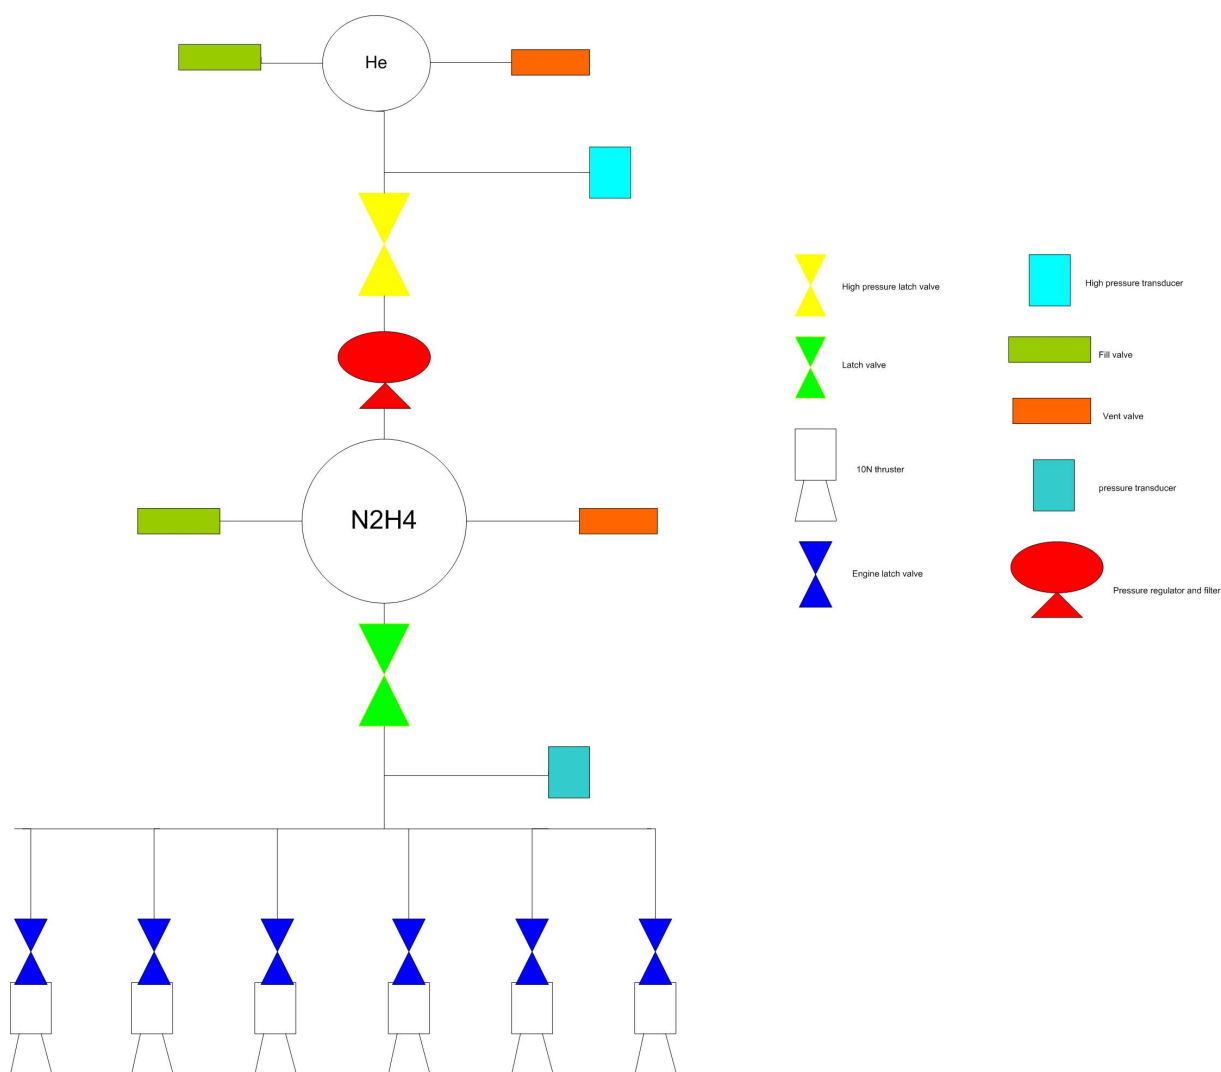 He
N2H4
High pressure latch valve
High pressure transducer
Latch valve
Fill valve
Vent valve
10N thruster
pressure transducer
Engine latch valve
Pressure regulator and filter